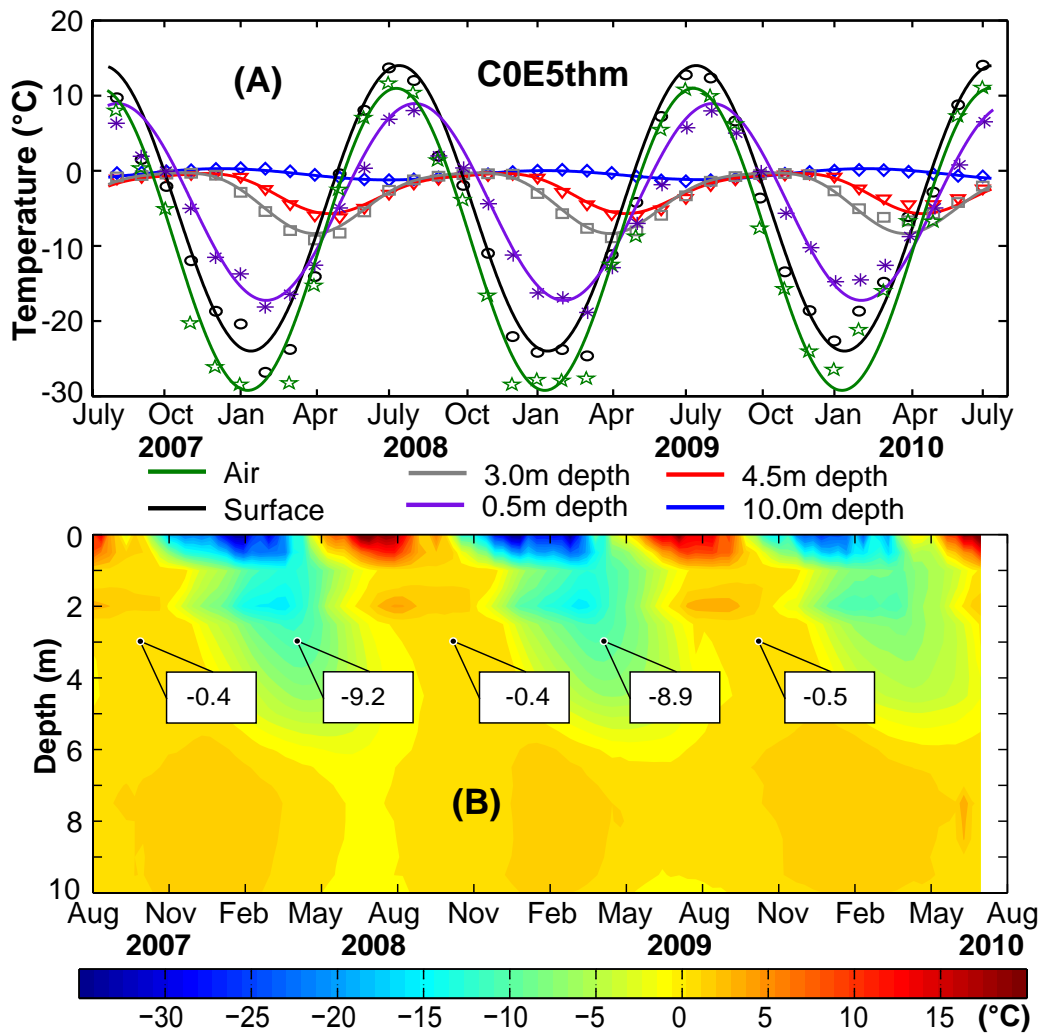 20
10
0
-10
-20
-30
Temperature (°C)
(A)
C0E5thm
July Oct Jan Apr July Oct Jan Apr July Oct Jan Apr July
2007 2008 2009 2010
Air 3.0m depth 4.5m depth
Surface 0.5m depth 10.0m depth
0
2
4
6
8
10
Depth (m)
-0.4 -9.2 -0.4 -8.9 -0.5
(B)
Aug Nov Feb May Aug Nov Feb May Aug Nov Feb May Aug
2007 2008 2009 2010
−30 −25 −20 −15 −10 −5 0 5 10 15 (°C)